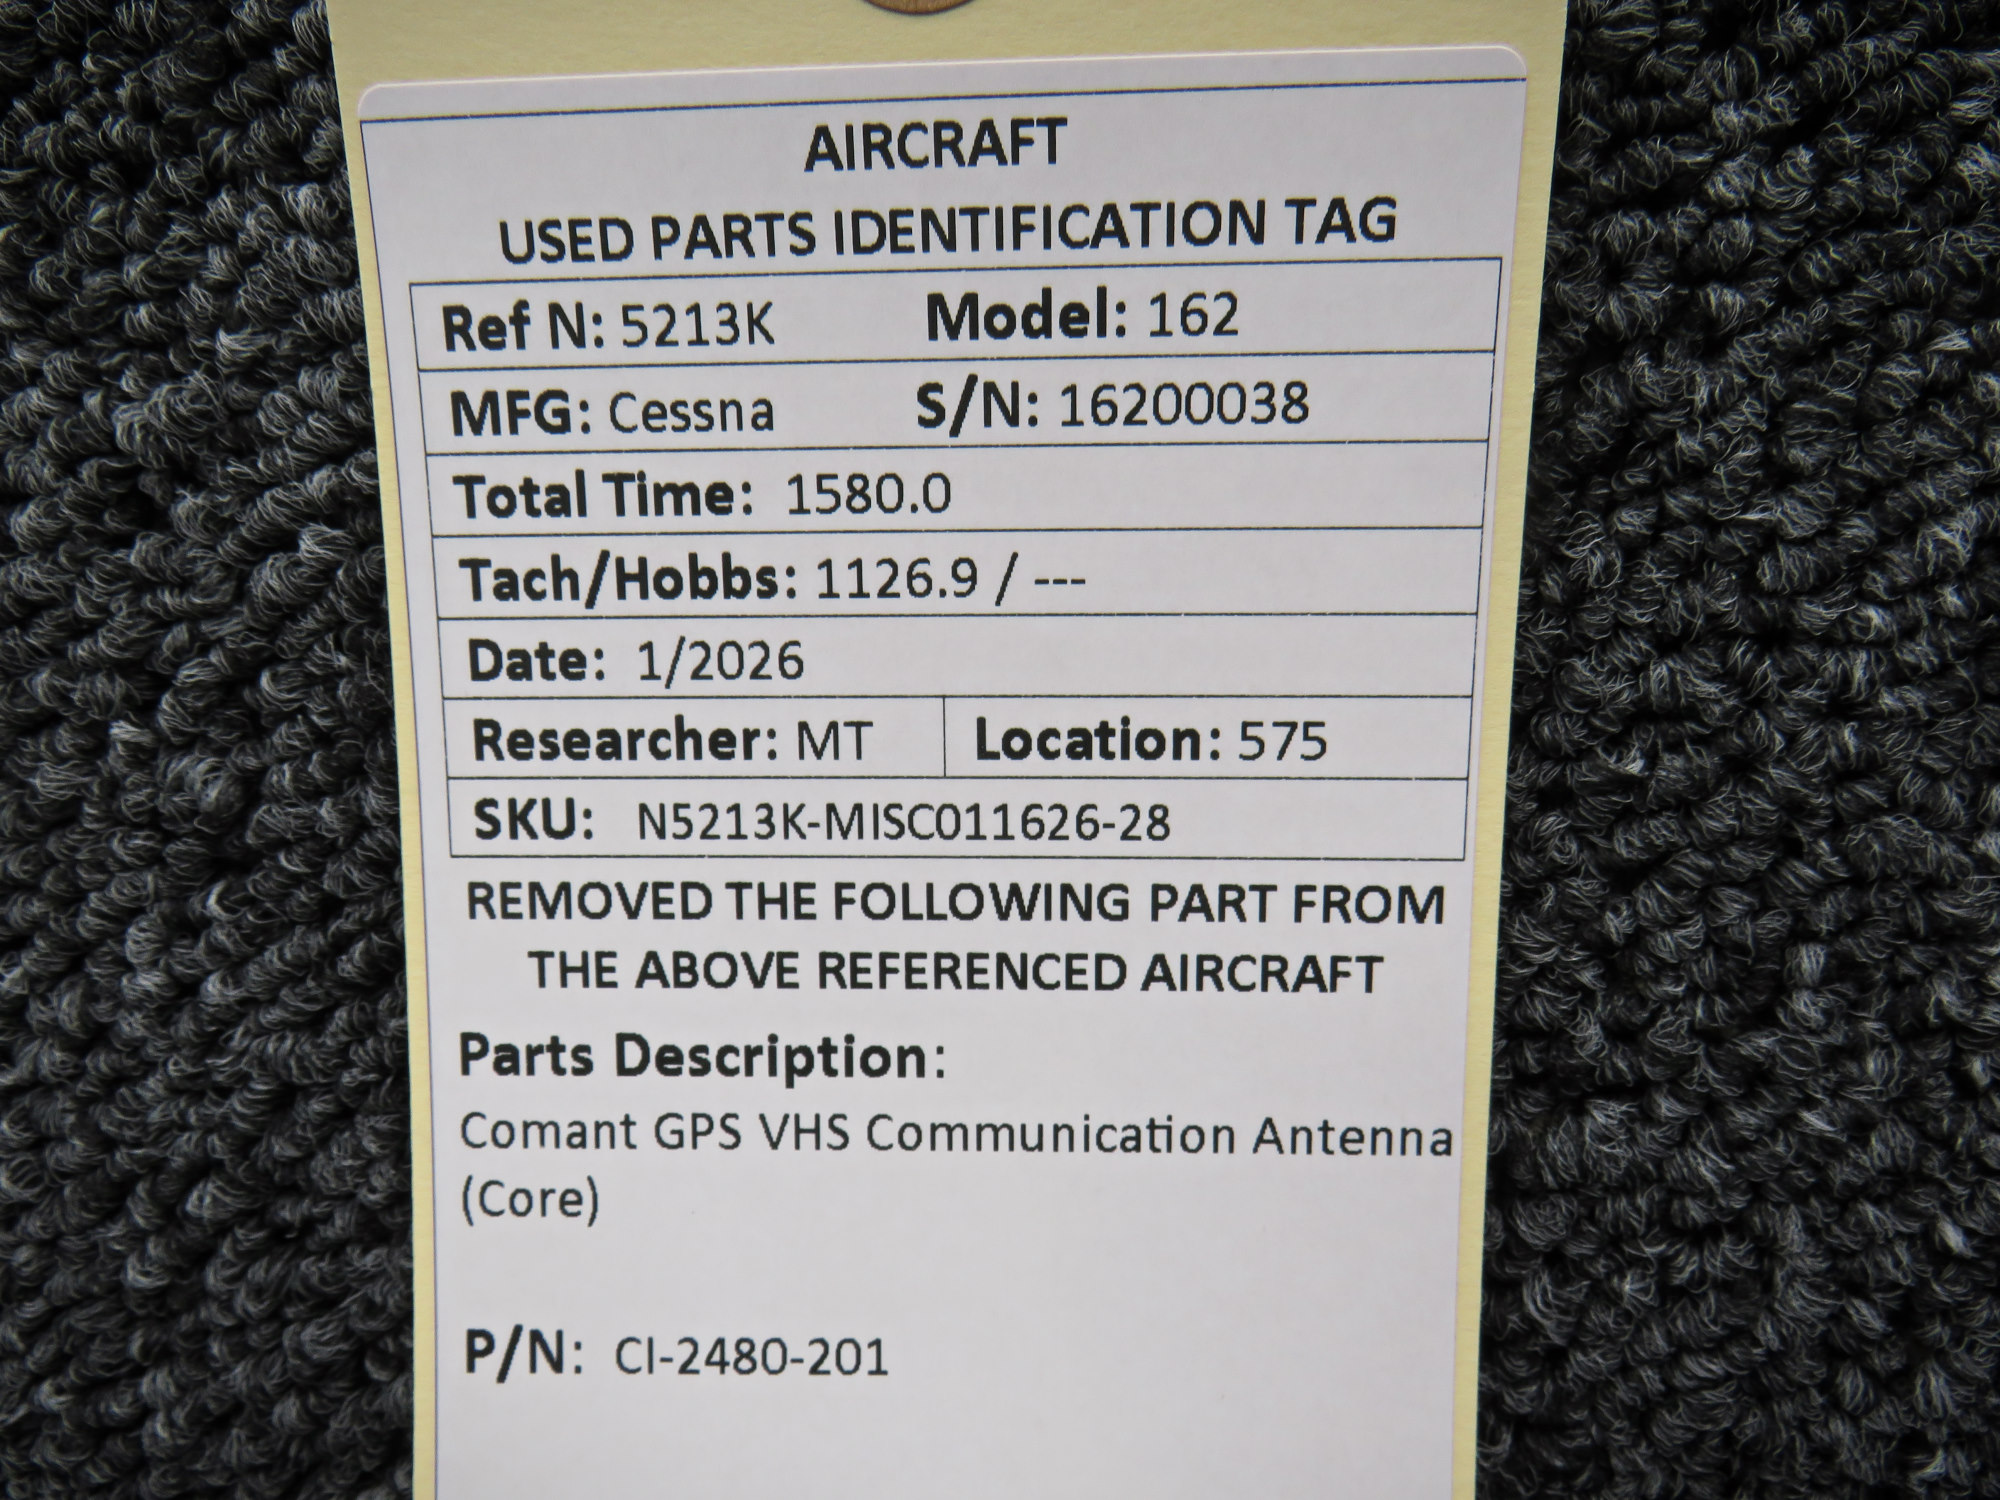 AIRCRAFT
USED PARTS IDENTIFICATION TAG
Ref N: 5213K Model: 162
MFG: Cessna S/N: 16200038
Total Time: 1580.0
Tach/Hobbs: 1126.9 / ---
Date: 1/2026
Researcher: MT Location: 575
SKU: N5213K-MISC011626-28
REMOVED THE FOLLOWING PART FROM
THE ABOVE REFERENCED AIRCRAFT
Parts Description:
Comant GPS VHS Communication Antenna
(Core)
P/N: CI-2480-201